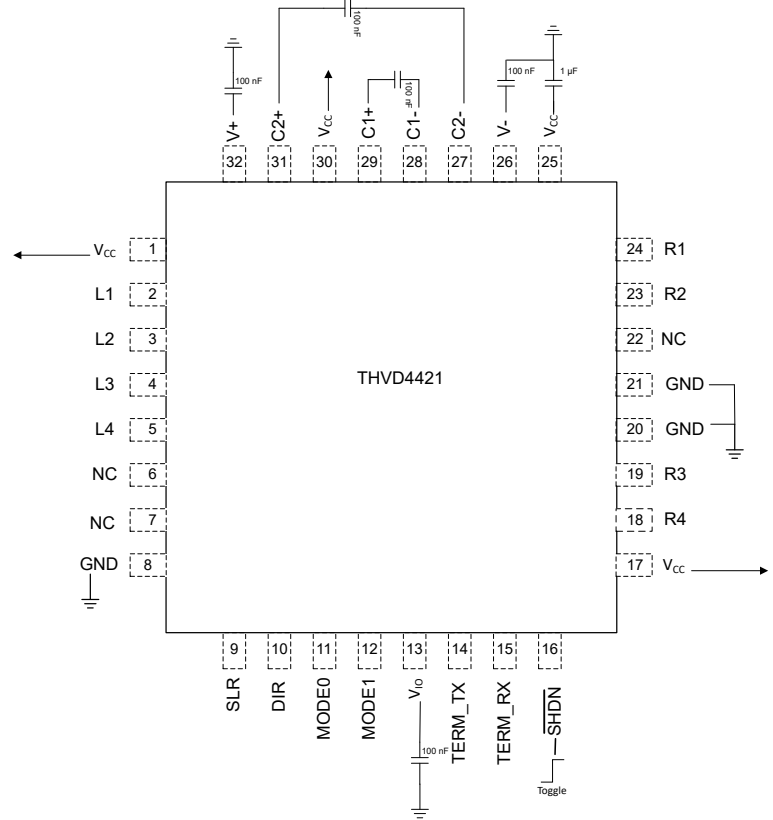 100 nF
100 nF
100 nF
100 nF
1 µF
V+
C2+
VCC
C1+
C1-
C2-
V-
VCC
32
31
30
29
28
27
26
25
VCC 1
L1 2
L2 3
L3 4
L4 5
NC 6
NC 7
GND 8
THVD4421
24 R1
23 R2
22 NC
21 GND
20 GND
19 R3
18 R4
17 VCC
9
10
11
12
13
14
15
16
SLR
DIR
MODE0
MODE1
VIO
TERM_TX
TERM_RX
SHDN
100 nF
Toggle